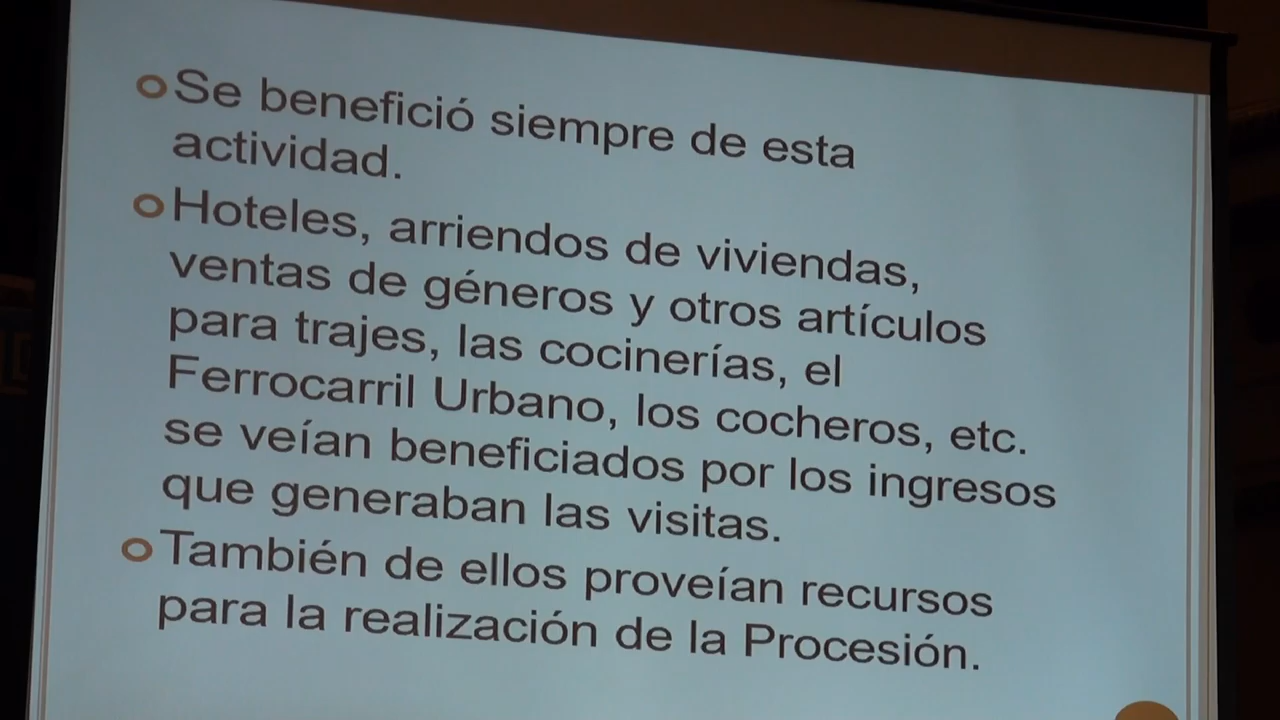 Se benefició siempre de esta
actividad.
Hoteles, arriendos de viviendas,
ventas de géneros y otros artículos
para trajes, las cocinerías, el
Ferrocarril Urbano, los cocheros, etc.
se veían beneficiados por los ingresos
que generaban las visitas.
También de ellos proveían recursos
para la realización de la Procesión.